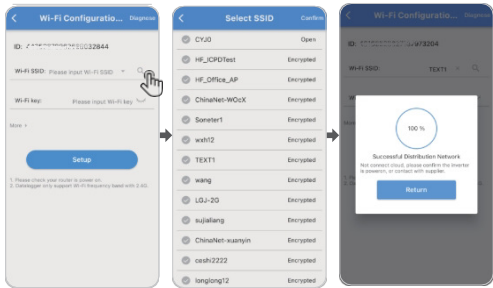 Wi-Fi Configuratio... Diagnose
ID: 32844
Wi-Fi SSID: Please input Wi-Fi SSID
Wi-Fi key: Please input Wi-Fi key
More >
Setup
1. Please check your router is power on.
2. Datalogger only support Wi-Fi frequency band with 2.4G.
Select SSID Confirm
CYJ0 Open
HF_ICPDTest Encrypted
HF_Office_AP Encrypted
ChinaNet-WOcX Encrypted
Soneter1 Encrypted
wxh12 Encrypted
TEXT1 Encrypted
wang Encrypted
LGJ-2G Encrypted
sujialiang Encrypted
ChinaNet-xuanyin Encrypted
ceshi2222 Encrypted
longlong12 Encrypted
Wi-Fi Configuratio... Diagnose
ID: 973204
Wi-Fi SSID: TEXT1
100 %
Successful Distribution Network
Not connect cloud, please confirm the inverter
is poweron, or contact with supplier.
Return